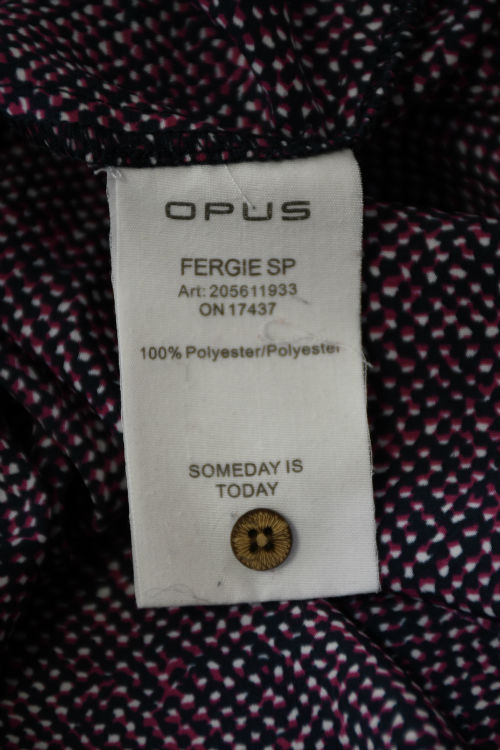 OPUS
FERGIE SP
Art: 205611933
ON 17437
100% Polyester/Polyester
SOMEDAY IS
TODAY